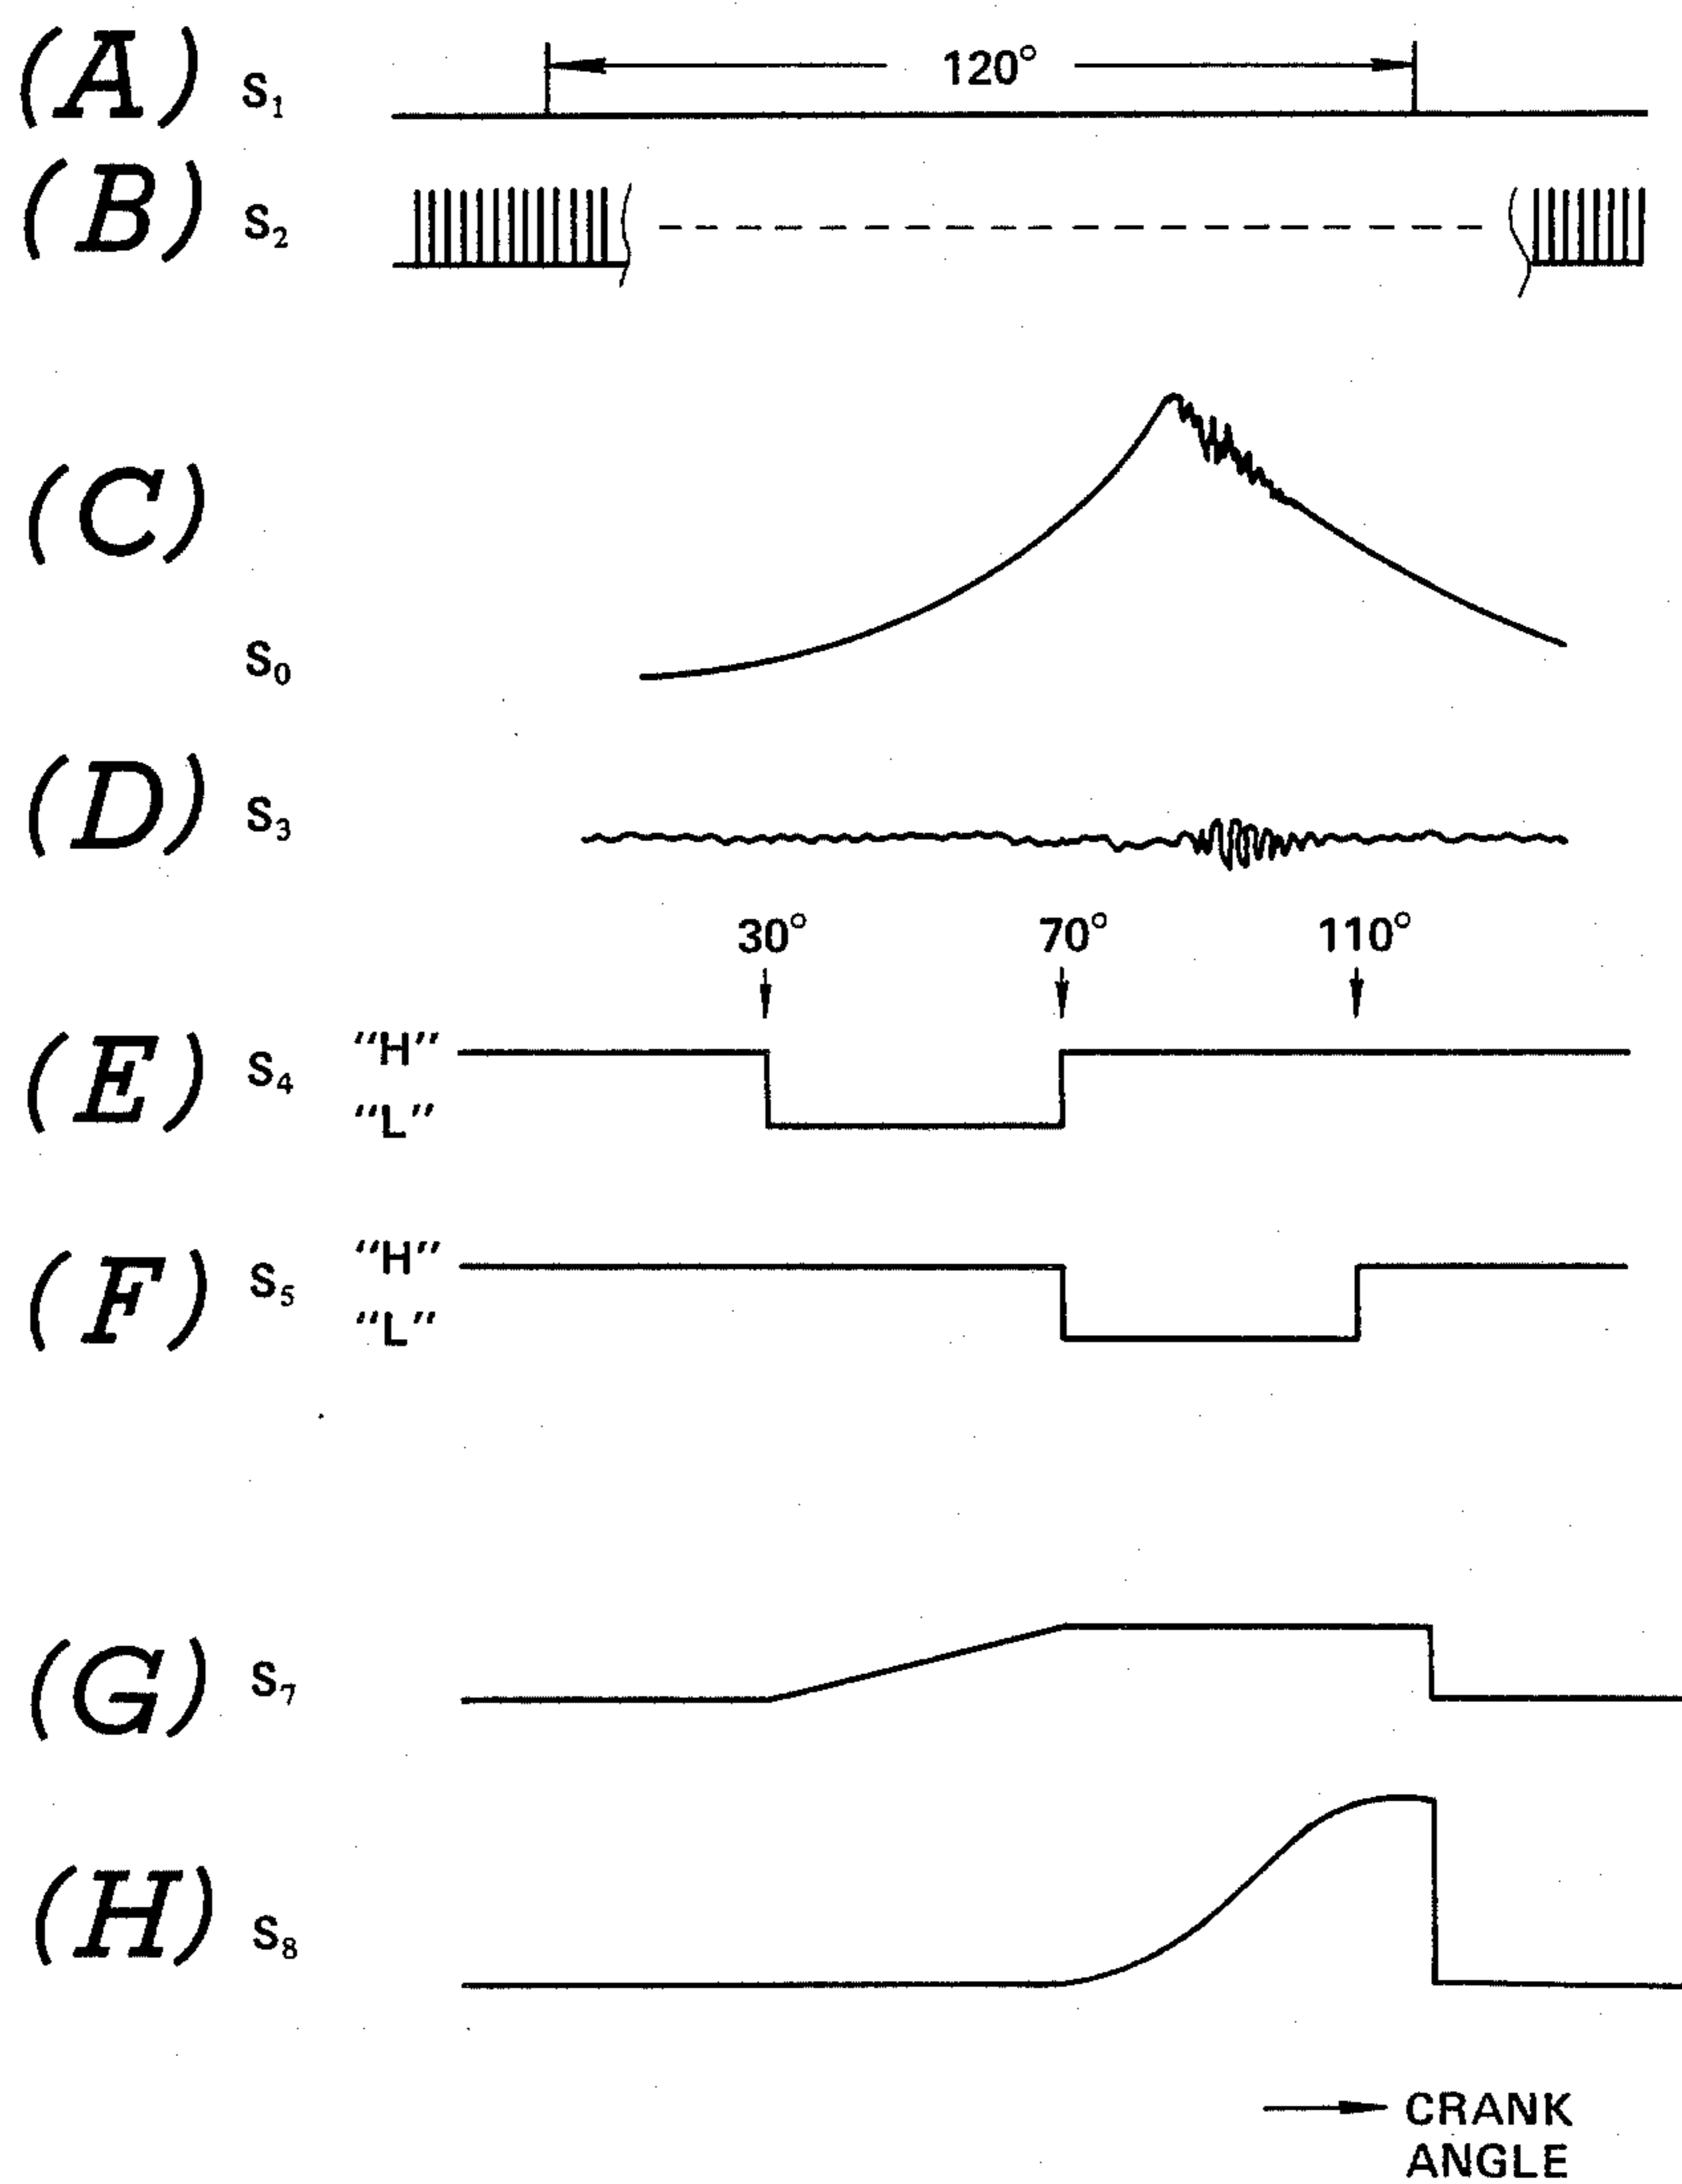 (A) S₁ 120°
(B) S₂
(C)
S₀
(D) S₃
30° 70° 110°
(E) S₄ "H"
"L"
(F) S₅ "H"
"L"
(G) S₇
(H) S₈
CRANK
ANGLE